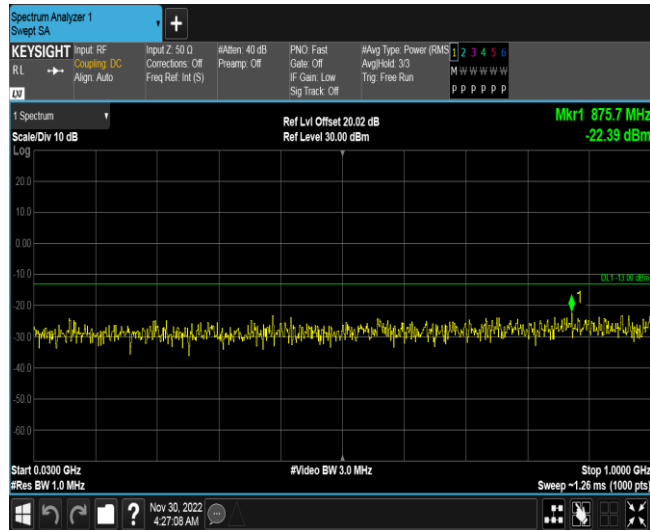 Spectrum Analyzer 1
Swept SA
+
KEYSIGHT
RL
LXI
Input: RF
Coupling: DC
Align: Auto
Input Z: 50 Ω
Corrections: Off
Freq Ref: Int (S)
#Atten: 40 dB
Preamp: Off
PNO: Fast
Gate: Off
IF Gain: Low
Sig Track: Off
#Avg Type: Power (RMS
Avg|Hold: 3/3
Trig: Free Run
1 2 3 4 5 6
M W W W W W
P P P P P P
1 Spectrum
Scale/Div 10 dB
Log
Ref Lvl Offset 20.02 dB
Ref Level 30.00 dBm
Mkr1 875.7 MHz
-22.39 dBm
20.0
10.0
0.00
-10.0
DL1 -13.00 dBm
-20.0
1
-30.0
-40.0
-50.0
-60.0
Start 0.0300 GHz
#Res BW 1.0 MHz
#Video BW 3.0 MHz
Stop 1.0000 GHz
Sweep ~1.26 ms (1000 pts)
?
Nov 30, 2022
4:27:08 AM